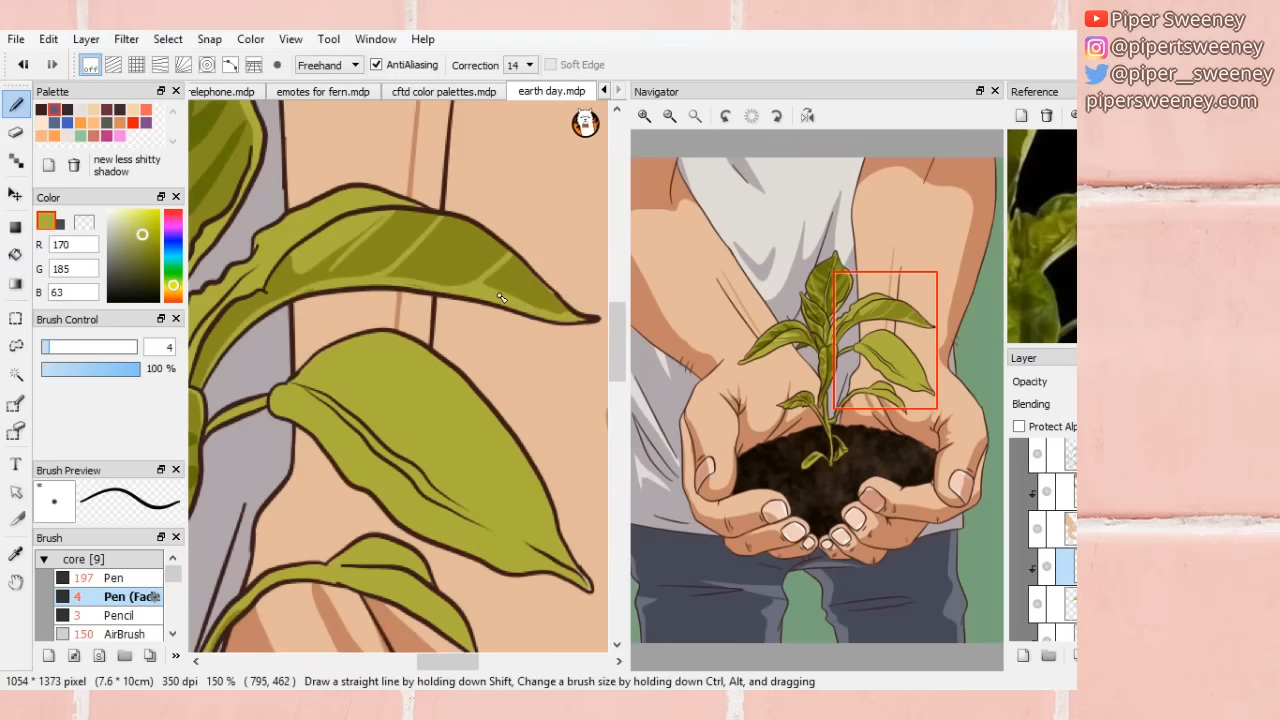 Piper Sweeney
@pipertsweeney
@piper__sweeney
pipersweeney.com
File Edit Layer Filter Select Snap Color View Tool Window Help
off Freehand AntiAliasing Correction 14 Soft Edge
Palette
elephone.mdp emotes for fern.mdp cftd color palettes.mdp earth day.mdp
Navigator
Reference
new less shitty
shadow
Color
R 170
G 185
B 63
Brush Control
4
100 %
Layer
Opacity
Blending
Protect Alp
Brush Preview
*
Brush
core [9]
197 Pen
4 Pen (Fade
3 Pencil
150 AirBrush
1054 * 1373 pixel (7.6 * 10cm) 350 dpi 150 % ( 795, 462 ) Draw a straight line by holding down Shift, Change a brush size by holding down Ctrl, Alt, and dragging